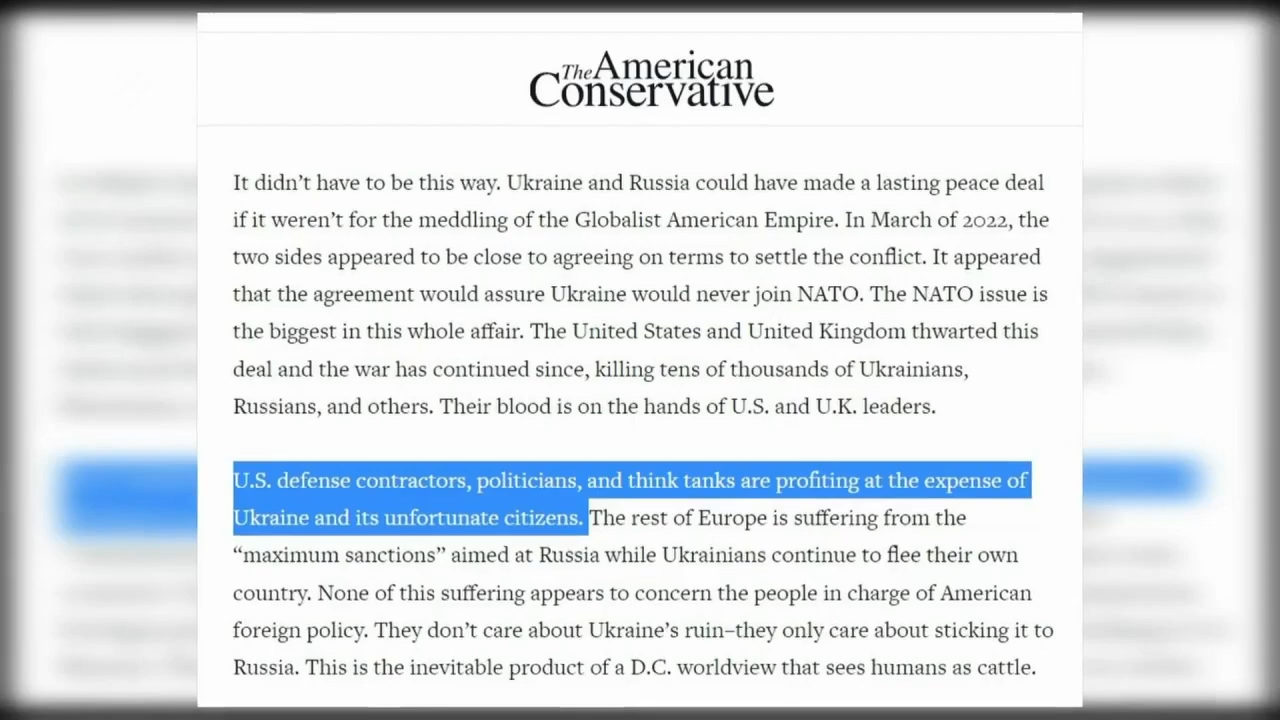 The American
Conservative
It didn’t have to be this way. Ukraine and Russia could have made a lasting peace deal
if it weren’t for the meddling of the Globalist American Empire. In March of 2022, the
two sides appeared to be close to agreeing on terms to settle the conflict. It appeared
that the agreement would assure Ukraine would never join NATO. The NATO issue is
the biggest in this whole affair. The United States and United Kingdom thwarted this
deal and the war has continued since, killing tens of thousands of Ukrainians,
Russians, and others. Their blood is on the hands of U.S. and U.K. leaders.
U.S. defense contractors, politicians, and think tanks are profiting at the expense of
Ukraine and its unfortunate citizens. The rest of Europe is suffering from the
“maximum sanctions” aimed at Russia while Ukrainians continue to flee their own
country. None of this suffering appears to concern the people in charge of American
foreign policy. They don’t care about Ukraine’s ruin–they only care about sticking it to
Russia. This is the inevitable product of a D.C. worldview that sees humans as cattle.